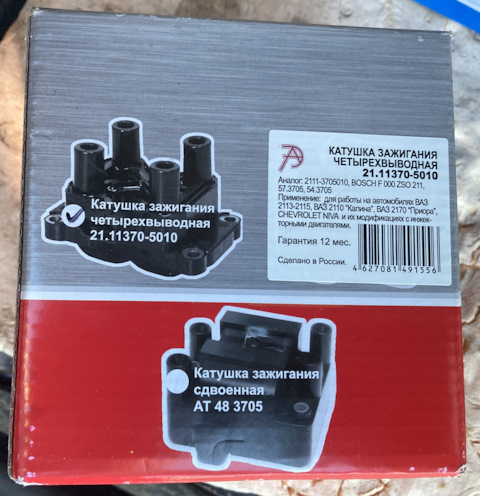 КАТУШКА ЗАЖИГАНИЯ
ЧЕТЫРЕХВЫВОДНАЯ
21.11370-5010
Аналог: 2111-3705010, BOSCH F 000 ZSO 211,
57.3705, 54.3705
Применение: для работы на автомобилях ВАЗ
2113-2115, ВАЗ 2110 "Калина", ВАЗ 2170 "Приора",
CHEVROLET NIVA и их модификациях с инжек-
торными двигателями.
Гарантия 12 мес.
Сделано в России.
4 627081 491556
Катушка зажигания
четырехвыводная
21.11370-5010
Катушка зажигания
сдвоенная
АТ 48 3705